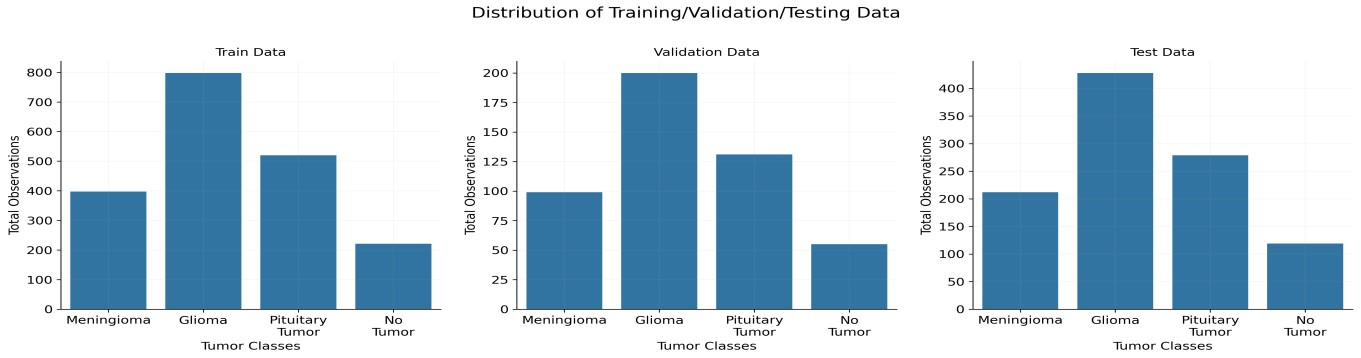 Distribution of Training/Validation/Testing Data
Train Data
Total Observations
800
700
600
500
400
300
200
100
0
Meningioma Glioma Pituitary No
Tumor Tumor
Tumor Classes
Validation Data
Total Observations
200
175
150
125
100
75
50
25
0
Meningioma Glioma Pituitary No
Tumor Tumor
Tumor Classes
Test Data
Total Observations
400
350
300
250
200
150
100
50
0
Meningioma Glioma Pituitary No
Tumor Tumor
Tumor Classes